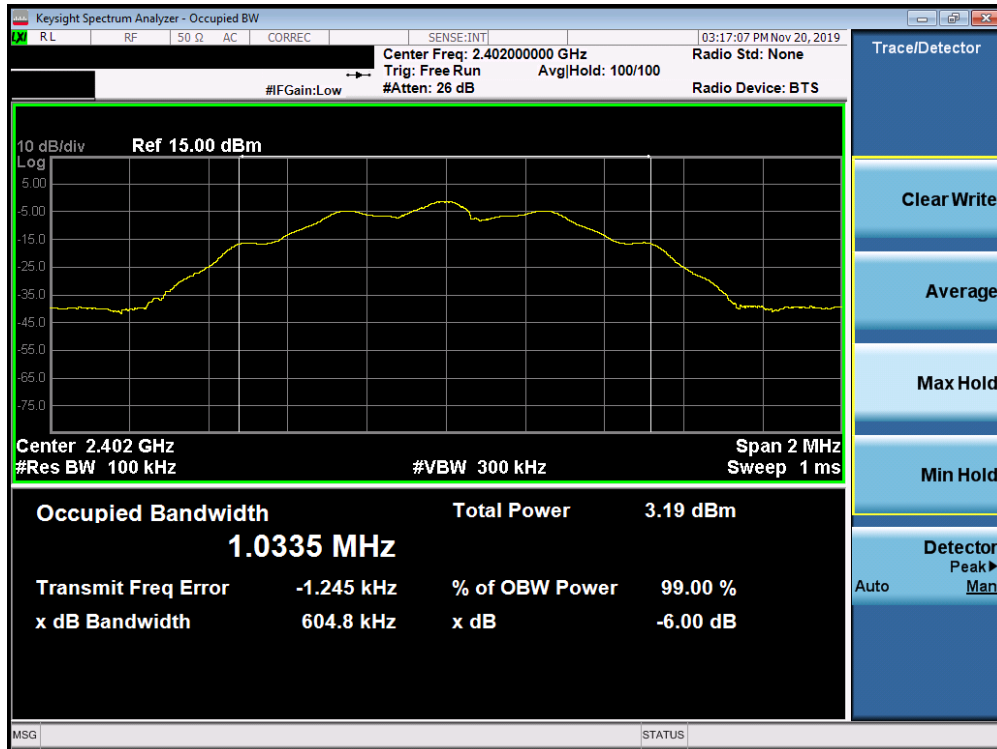 Keysight Spectrum Analyzer - Occupied BW
LXI RL RF 50 Ω AC CORREC SENSE:INT 03:17:07 PM Nov 20, 2019
Center Freq: 2.402000000 GHz Radio Std: None
Trig: Free Run Avg|Hold: 100/100
#IFGain:Low #Atten: 26 dB Radio Device: BTS
Trace/Detector
10 dB/div Ref 15.00 dBm
Log
5.00
-5.00
-15.0
-25.0
-35.0
-45.0
-55.0
-65.0
-75.0
Center 2.402 GHz Span 2 MHz
#Res BW 100 kHz #VBW 300 kHz Sweep 1 ms
Occupied Bandwidth Total Power 3.19 dBm
1.0335 MHz
Transmit Freq Error -1.245 kHz % of OBW Power 99.00 %
x dB Bandwidth 604.8 kHz x dB -6.00 dB
Clear Write
Average
Max Hold
Min Hold
Detector
Peak▶
Auto Man
MSG STATUS